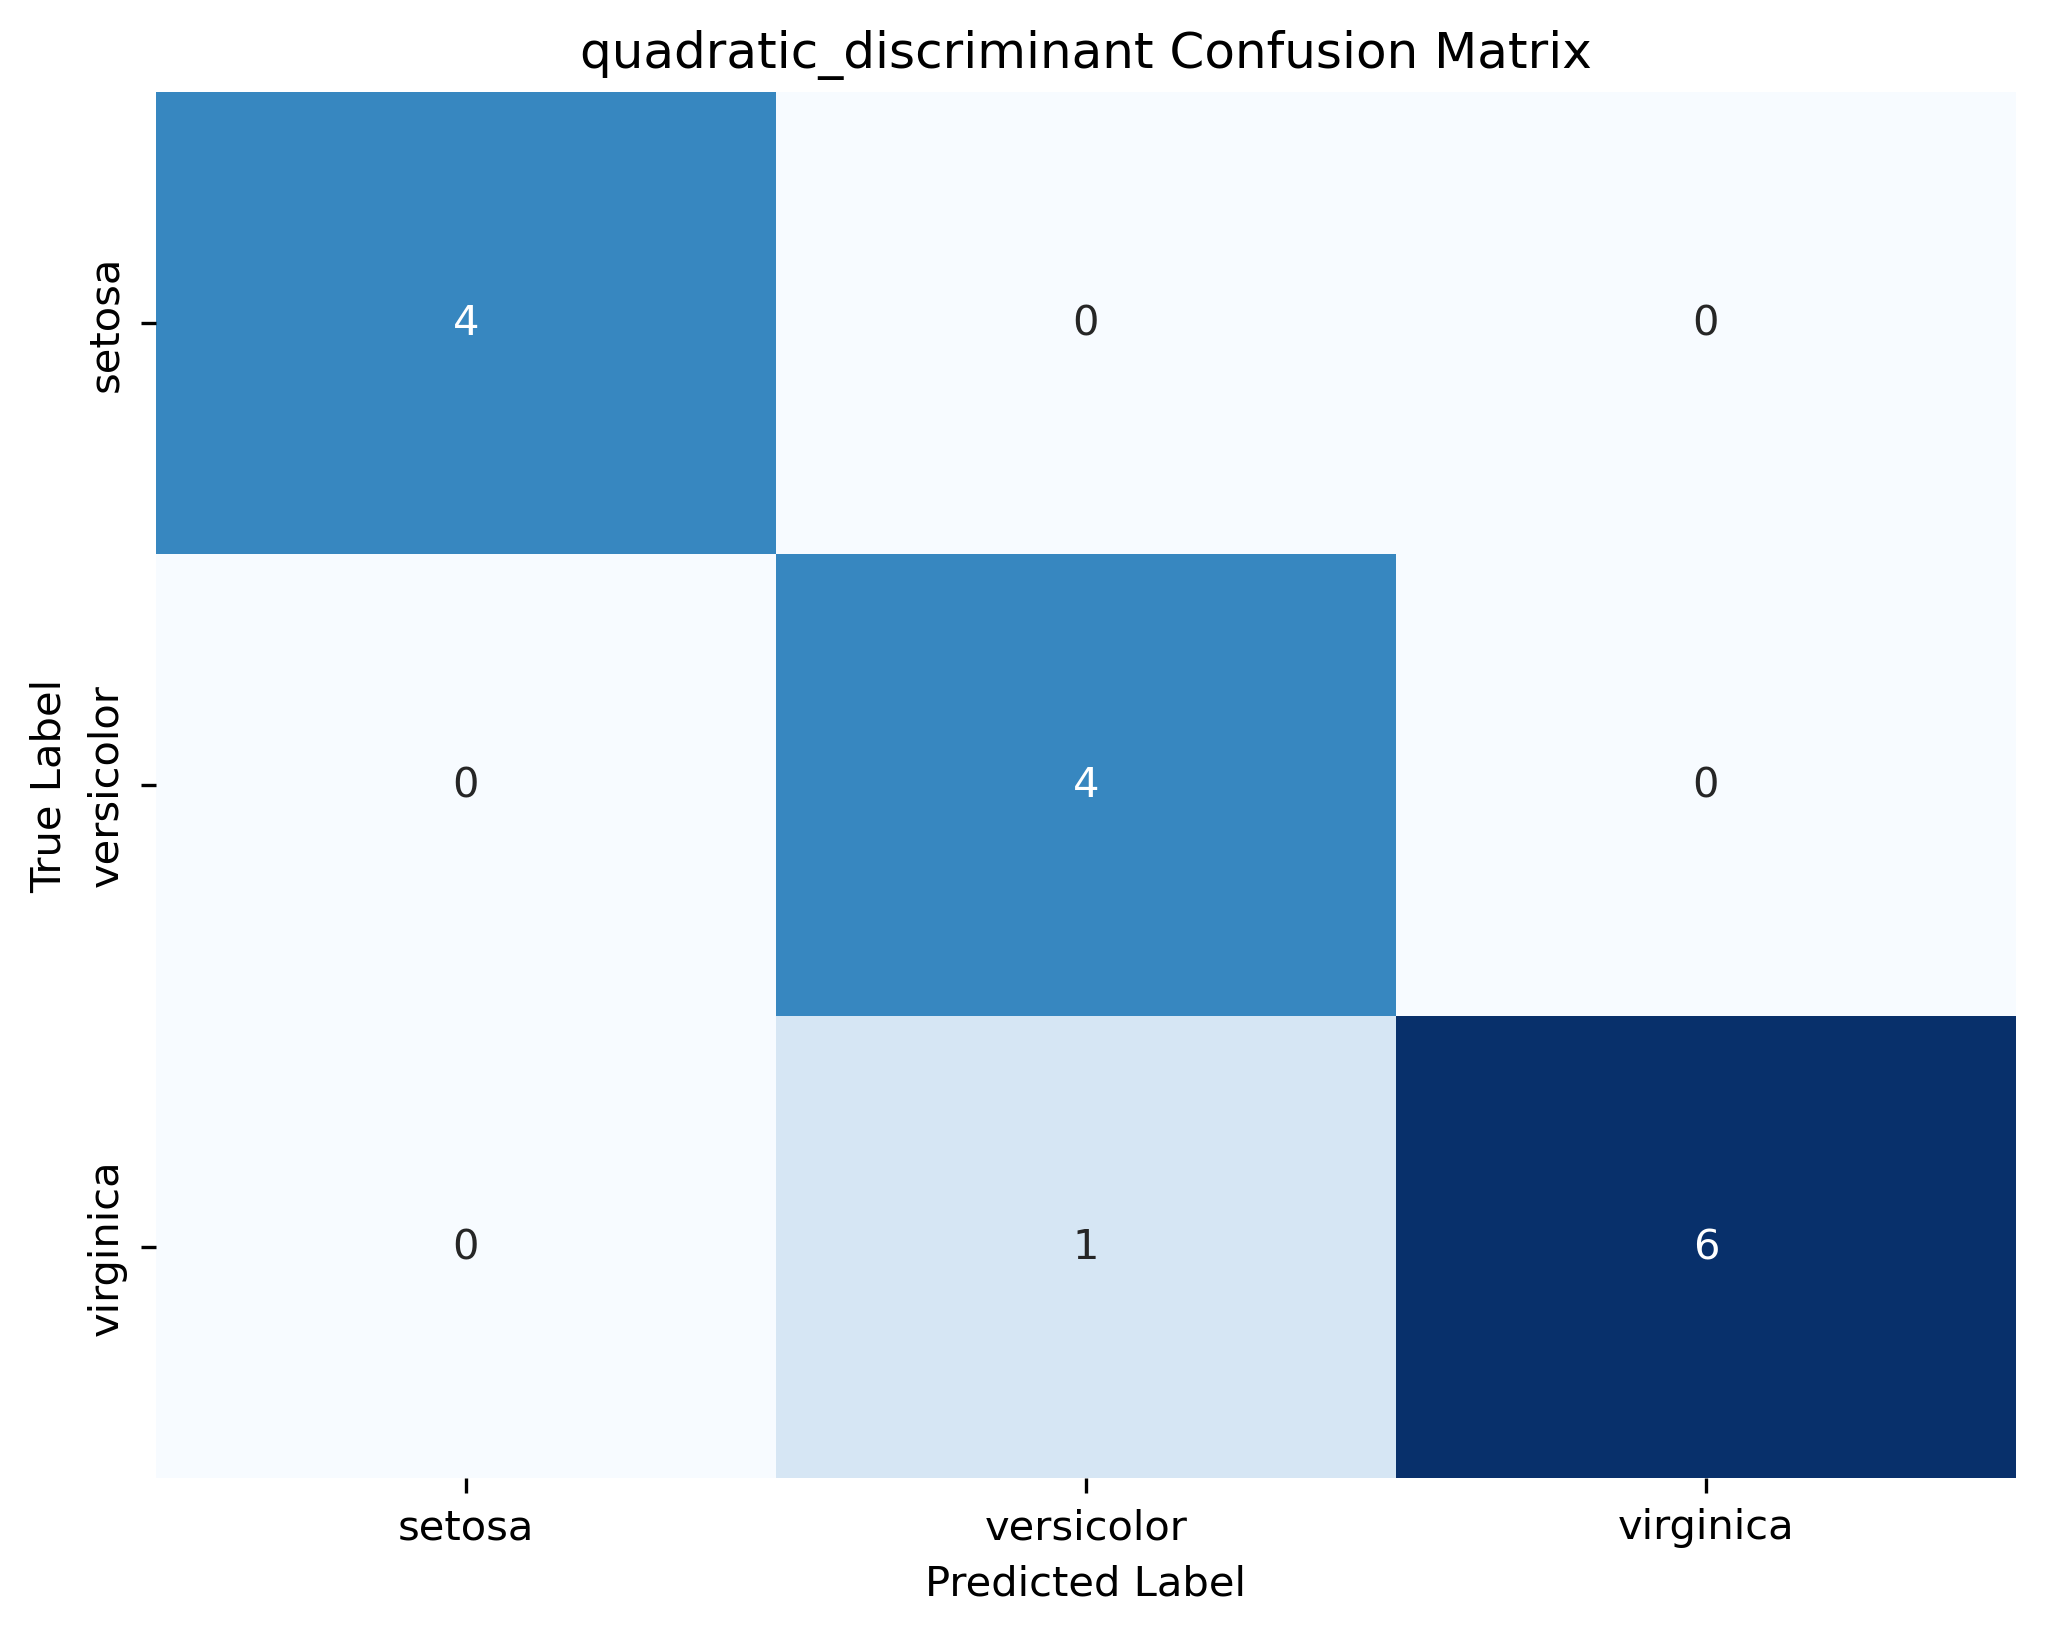 quadratic_discriminant Confusion Matrix
True Label
setosa
4 0 0
versicolor
0 4 0
virginica
0 1 6
setosa versicolor virginica
Predicted Label